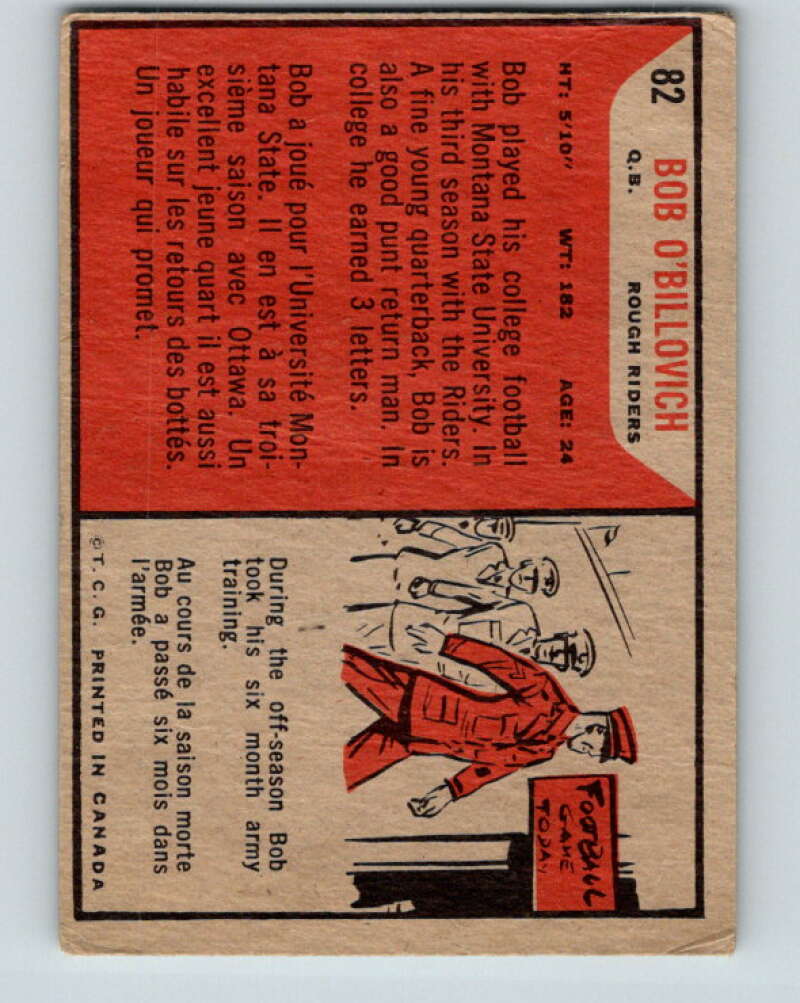 82 BOB O'BILLOVICH
Q.B. ROUGH RIDERS
HT: 5'10" WT: 182 AGE: 24
Bob played his college football
with Montana State University. In
his third season with the Riders.
A fine young quarterback, Bob is
also a good punt return man. In
college he earned 3 letters.
Bob a joué pour l'Université Mon-
tana State. Il en est à sa troi-
sième saison avec Ottawa. Un
excellent jeune quart il est aussi
habile sur les retours des bottés.
Un joueur qui promet.
FOOTBALL
GAME
TODAY
During the off-season Bob
took his six month army
training.
Au cours de la saison morte
Bob a passé six mois dans
l'armée.
©T.C.G. PRINTED IN CANADA